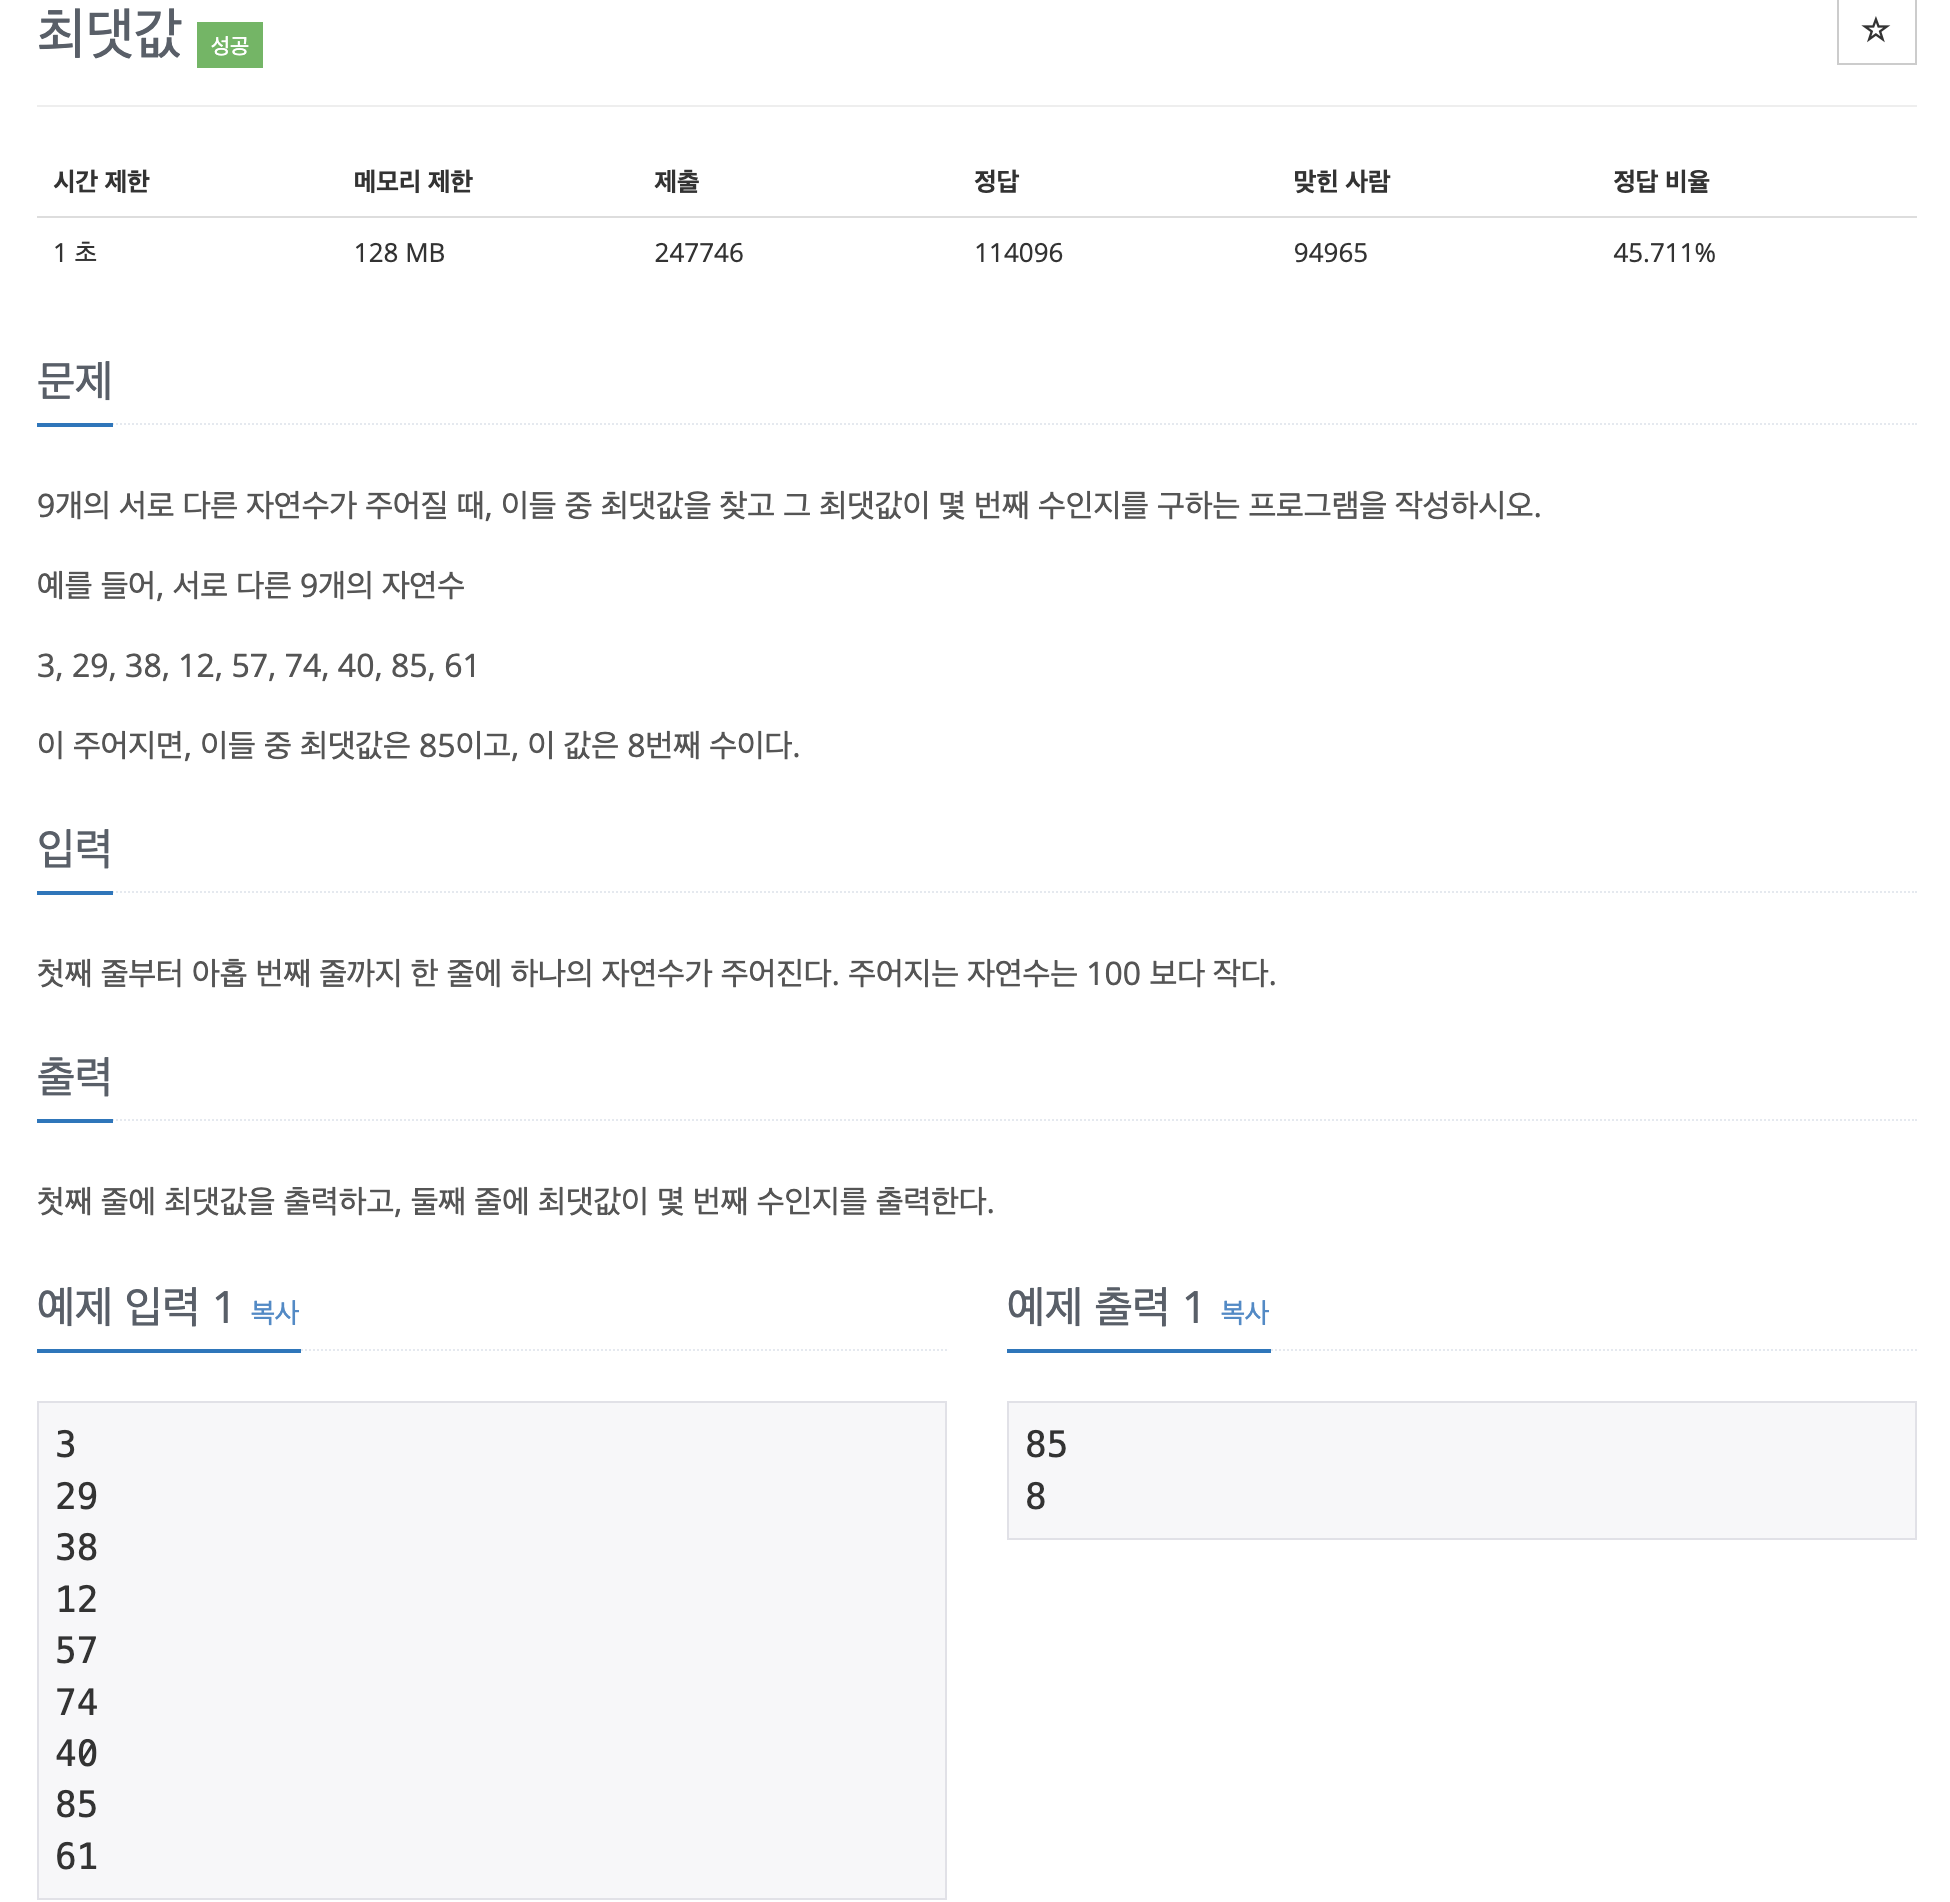 최댓값 성공
☆
시간 제한 메모리 제한 제출 정답 맞힌 사람 정답 비율
1 초 128 MB 247746 114096 94965 45.711%
문제
9개의 서로 다른 자연수가 주어질 때, 이들 중 최댓값을 찾고 그 최댓값이 몇 번째 수인지를 구하는 프로그램을 작성하시오.
예를 들어, 서로 다른 9개의 자연수
3, 29, 38, 12, 57, 74, 40, 85, 61
이 주어지면, 이들 중 최댓값은 85이고, 이 값은 8번째 수이다.
입력
첫째 줄부터 아홉 번째 줄까지 한 줄에 하나의 자연수가 주어진다. 주어지는 자연수는 100 보다 작다.
출력
첫째 줄에 최댓값을 출력하고, 둘째 줄에 최댓값이 몇 번째 수인지를 출력한다.
예제 입력 1 복사
3
29
38
12
57
74
40
85
61
예제 출력 1 복사
85
8